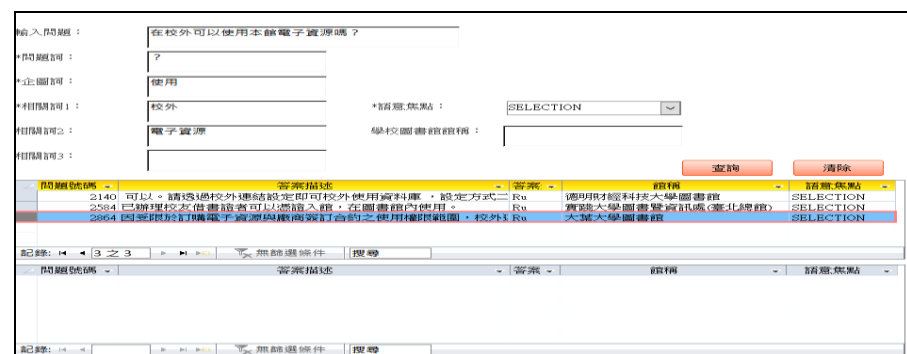 輸入問題： 在校外可以使用本館電子資源嗎？
*問題詞： ？
*企圖詞： 使用
*相關詞1： 校外 *語意焦點： SELECTION
相關詞2： 電子資源 學校圖書館館稱：
相關詞3：
查詢 清除
問題號碼 答案描述 答案 館稱 語意焦點
2140 可以。請透過校外連結設定即可校外使用資料庫，設定方式二 Ru 德明財經科技大學圖書館 SELECTION
2584 已辦理校友借書證者可以憑證入館，在圖書館內使用。 Ru 實踐大學圖書暨資訊處(臺北總館) SELECTION
2864 因受限於訂購電子資源與廠商簽訂合約之使用權限範圍，校外 Ru 大葉大學圖書館 SELECTION
記錄: 3 之 3 無篩選條件 搜尋
問題號碼 答案描述 答案 館稱 語意焦點
記錄: 無篩選條件 搜尋